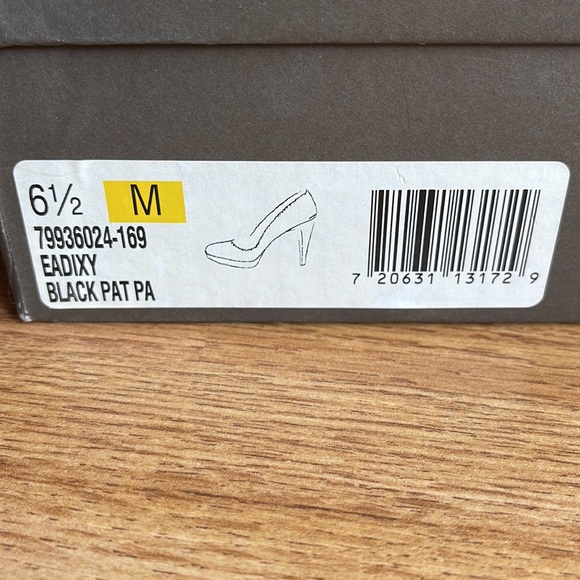 6½ M
79936024-169
EADIXY
BLACK PAT PA
7 20631 13172 9